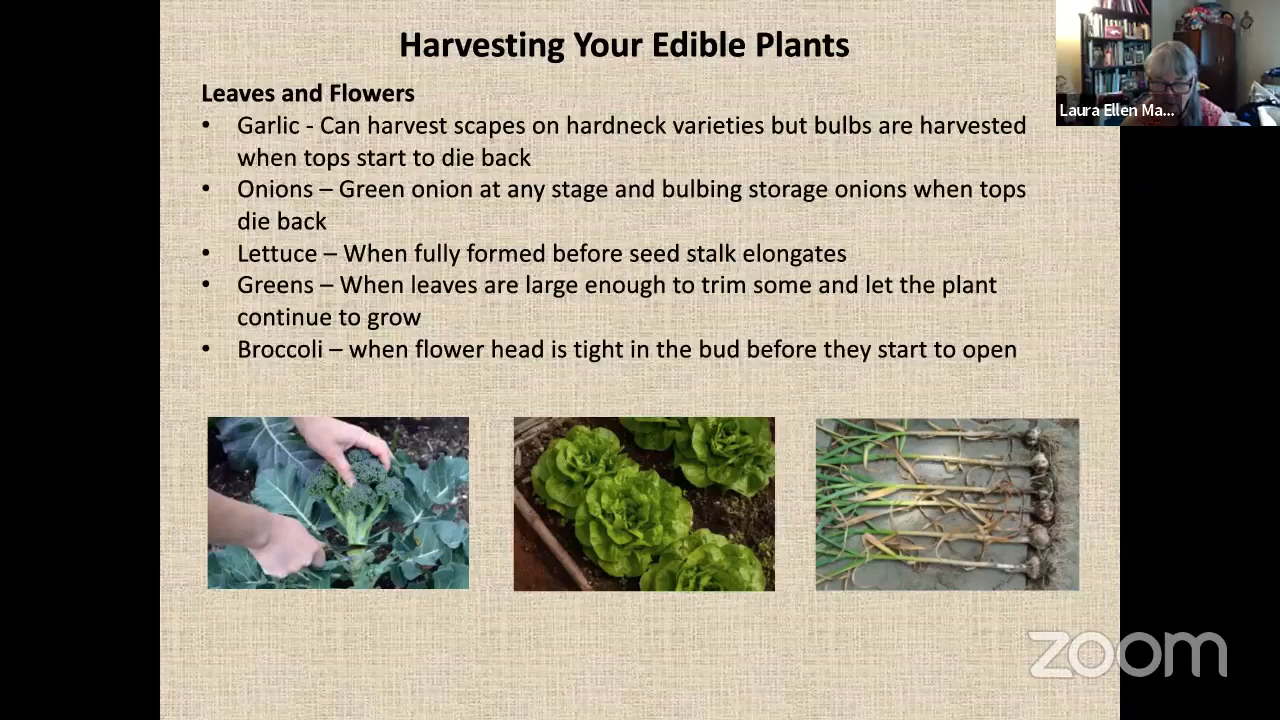 Harvesting Your Edible Plants
Laura Ellen Ma...
Leaves and Flowers
• Garlic - Can harvest scapes on hardneck varieties but bulbs are harvested
when tops start to die back
• Onions – Green onion at any stage and bulbing storage onions when tops
die back
• Lettuce – When fully formed before seed stalk elongates
• Greens – When leaves are large enough to trim some and let the plant
continue to grow
• Broccoli – when flower head is tight in the bud before they start to open
zoom